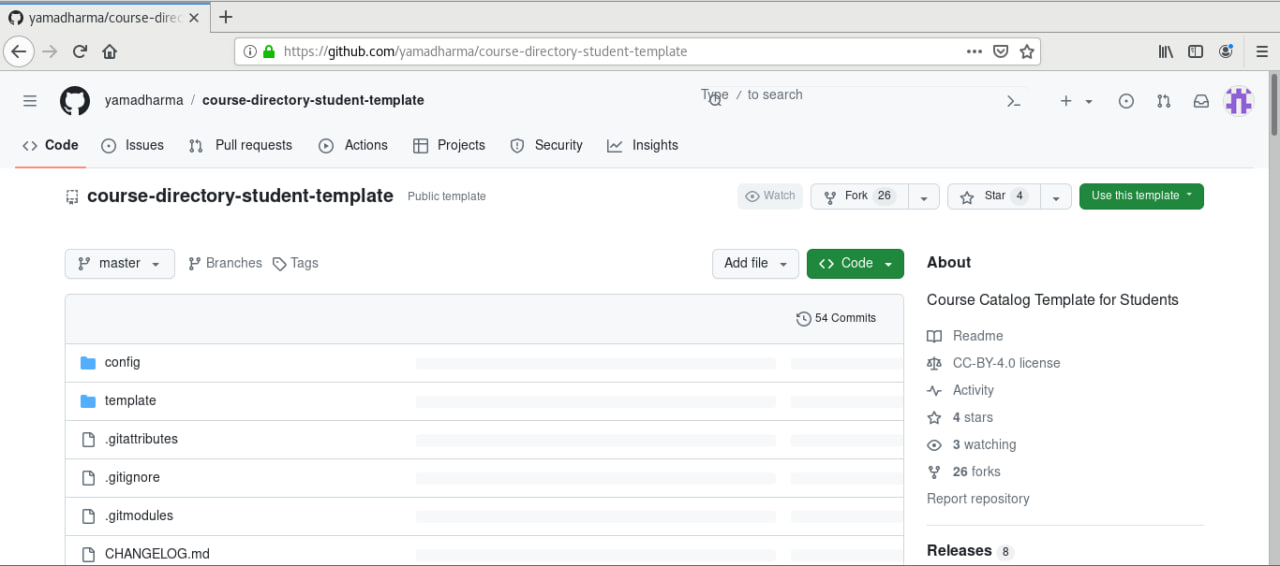 yamadharma/course-direc
https://github.com/yamadharma/course-directory-student-template
yamadharma / course-directory-student-template
Type / to search
Code Issues Pull requests Actions Projects Security Insights
course-directory-student-template Public template
Watch Fork 26 Star 4 Use this template
master Branches Tags Add file Code
About
Course Catalog Template for Students
54 Commits
Readme
config
CC-BY-4.0 license
Activity
template
4 stars
.gitattributes
3 watching
26 forks
.gitignore
Report repository
.gitmodules
Releases 8
CHANGELOG.md